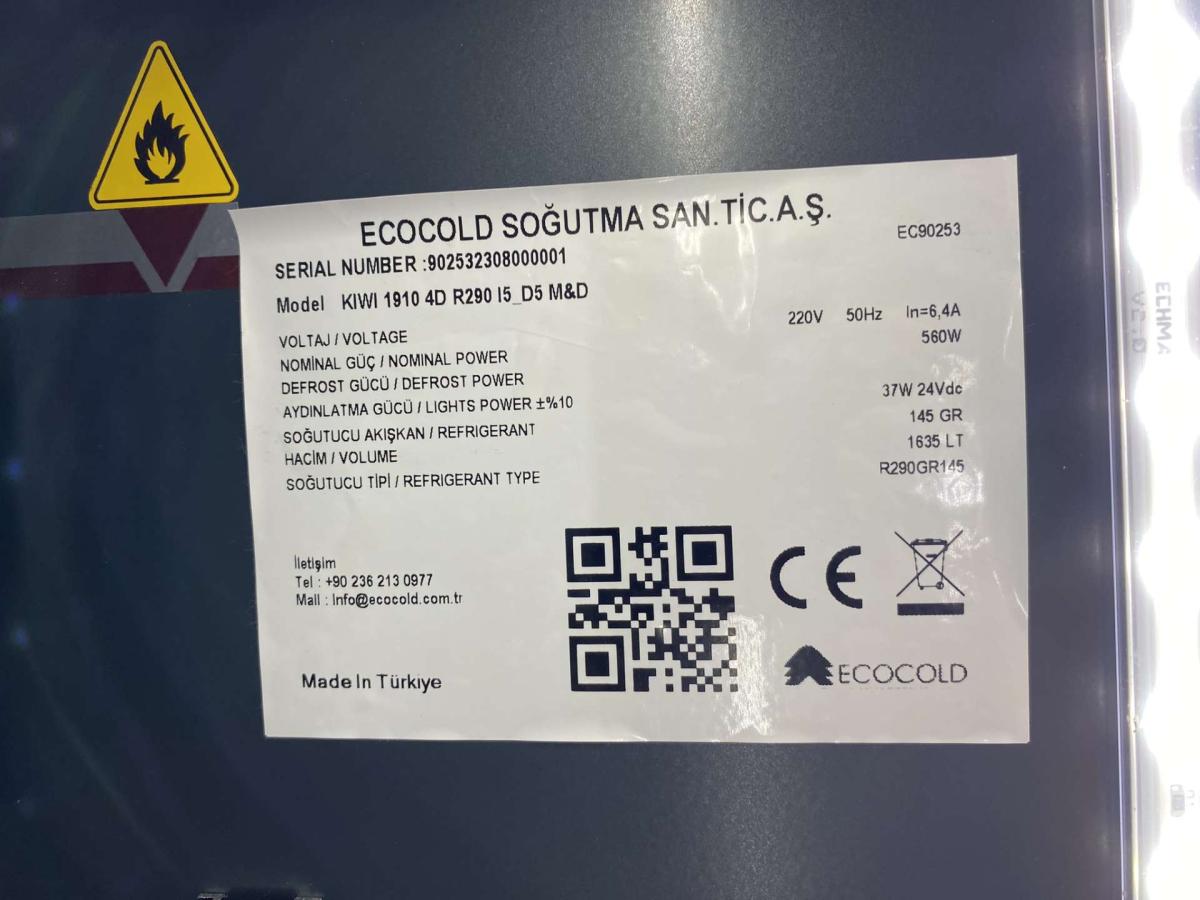 ECOCOLD SOĞUTMA SAN.TİC.A.Ş.
EC90253
SERIAL NUMBER :902532308000001
Model KIWI 1910 4D R290 I5_D5 M&D
VOLTAJ / VOLTAGE 220V 50Hz In=6,4A
NOMİNAL GÜÇ / NOMINAL POWER 560W
DEFROST GÜCÜ / DEFROST POWER
AYDINLATMA GÜCÜ / LIGHTS POWER ±%10 37W 24Vdc
SOĞUTUCU AKIŞKAN / REFRIGERANT 145 GR
HACİM / VOLUME 1635 LT
SOĞUTUCU TİPİ / REFRIGERANT TYPE R290GR145
İletişim
Tel : +90 236 213 0977
Mail : Info@ecocold.com.tr
Made In Türkiye
CE
ECOCOLD
ECHMA